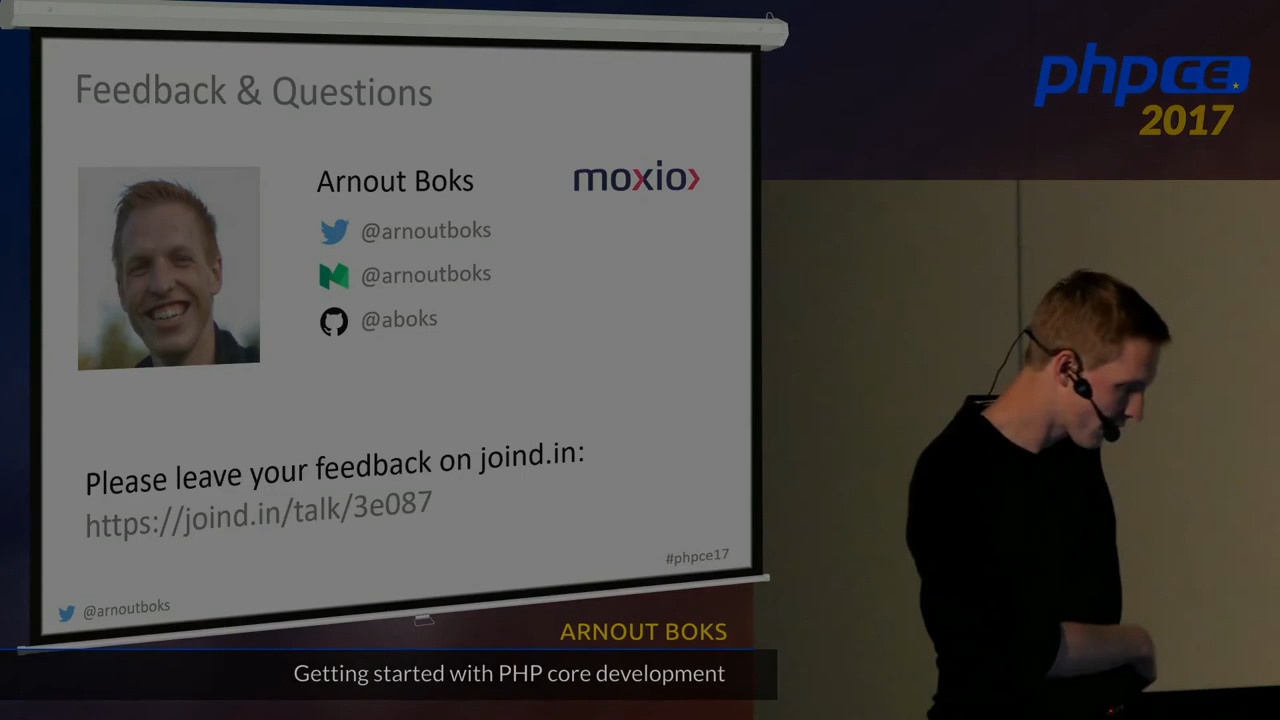 Feedback & Questions
Arnout Boks
moxio
@arnoutboks
@arnoutboks
@aboks
Please leave your feedback on joind.in:
https://joind.in/talk/3e087
#phpce17
@arnoutboks
phpCE
2017
ARNOUT BOKS
Getting started with PHP core development